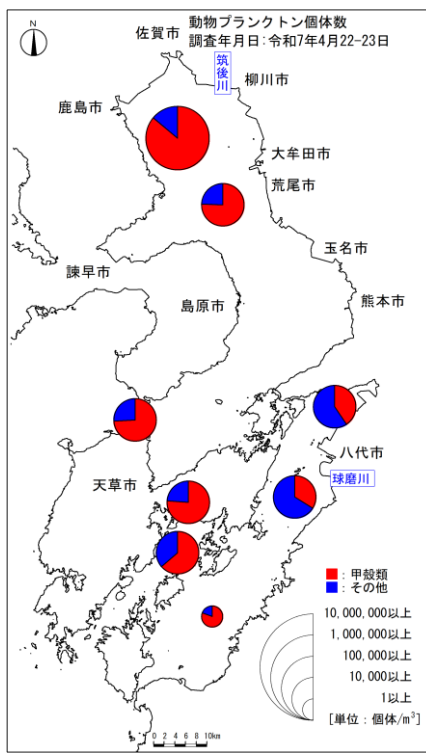 動物プランクトン個体数
調査年月日：令和7年4月22-23日
N
佐賀市
筑後川
柳川市
鹿島市
大牟田市
荒尾市
玉名市
諫早市
島原市
熊本市
八代市
球磨川
天草市
：甲殻類
：その他
10,000,000以上
1,000,000以上
100,000以上
10,000以上
1以上
[単位：個体/m³]
0 2 4 6 8 10km